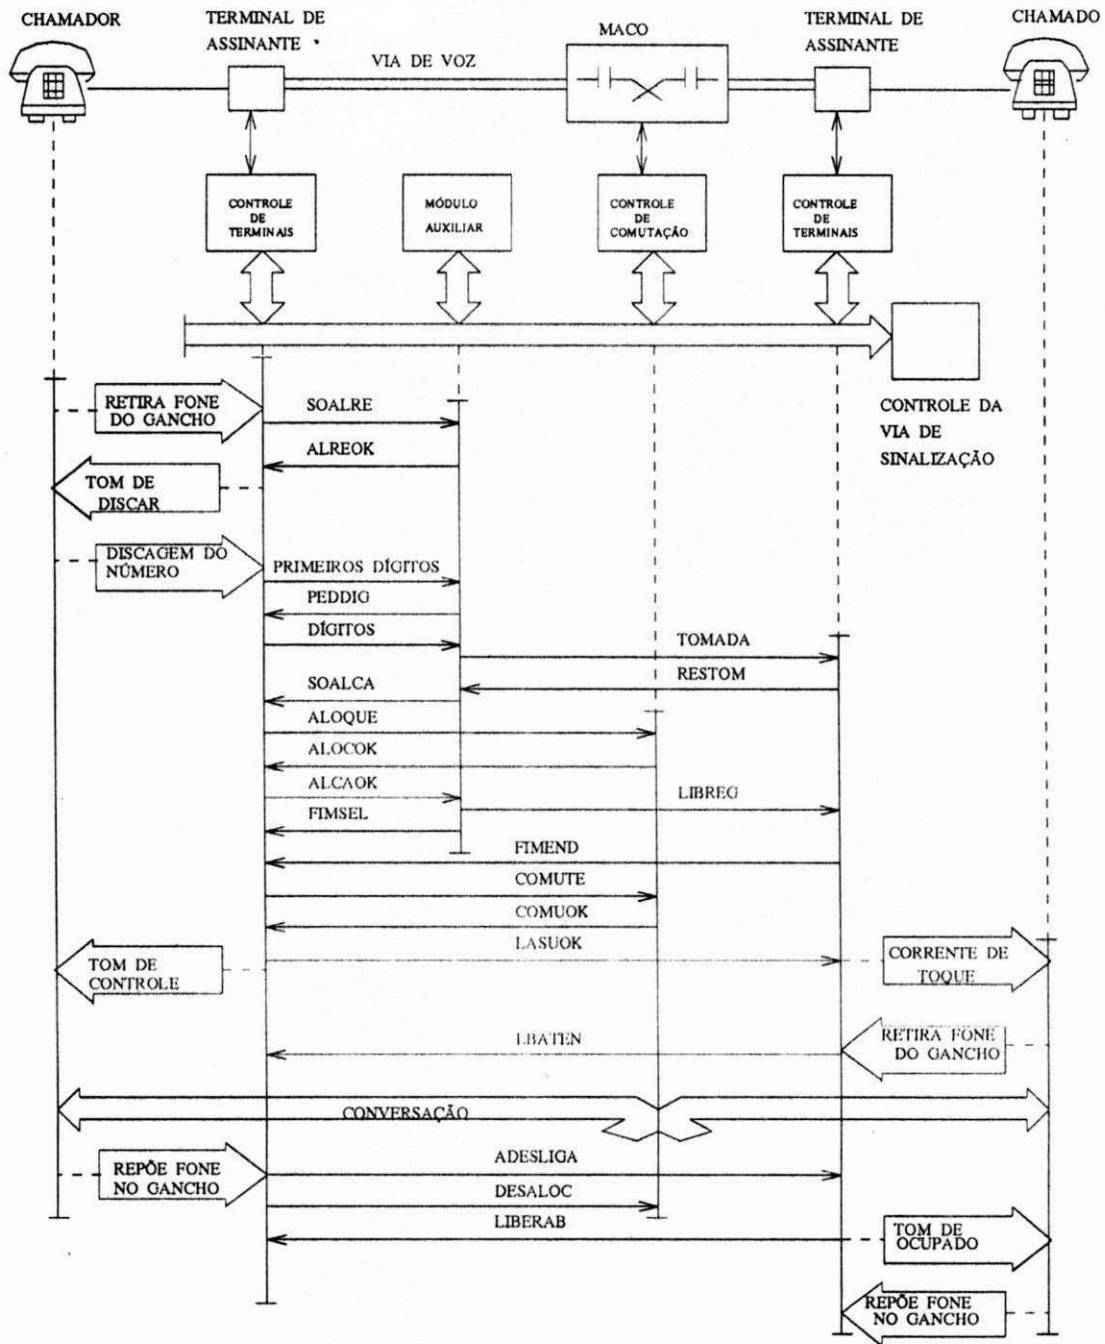 CHAMADOR
TERMINAL DE
ASSINANTE
VIA DE VOZ
MACO
TERMINAL DE
ASSINANTE
CHAMADO
CONTROLE
DE
TERMINAIS
MÓDULO
AUXILIAR
CONTROLE
DE
COMUTAÇÃO
CONTROLE
DE
TERMINAIS
CONTROLE DA
VIA DE
SINALIZAÇÃO
RETIRA FONE
DO GANCHO
SOALRE
ALREOK
TOM DE
DISCAR
DISCAGEM DO
NÚMERO
PRIMEIROS DÍGITOS
PEDDIG
DÍGITOS
TOMADA
RESTOM
SOALCA
ALOQUE
ALOCOK
ALCAOK
LIBREG
FIMSEL
FIMEND
COMUTE
COMUOK
LASUOK
TOM DE
CONTROLE
CORRENTE DE
TOQUE
LBATEN
RETIRA FONE
DO GANCHO
CONVERSAÇÃO
REPÕE FONE
NO GANCHO
ADESLIGA
DESALOC
LIBERAB
TOM DE
OCUPADO
REPÕE FONE
NO GANCHO